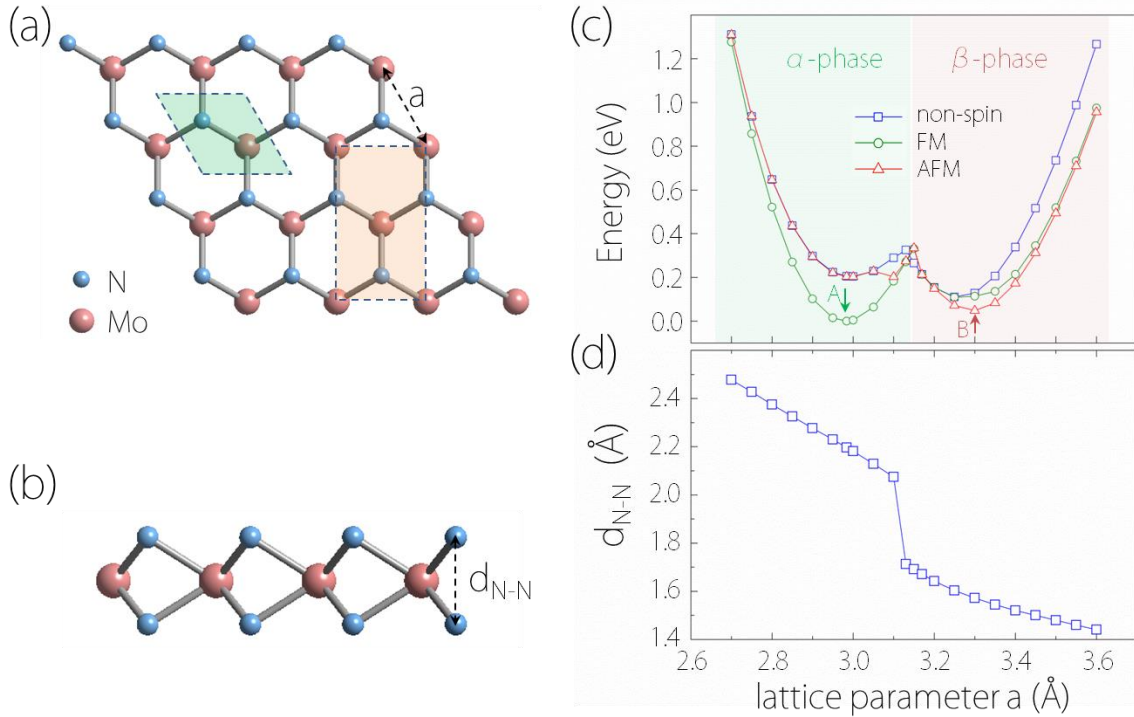 (a)
a
N
Mo
(b)
d_{N-N}
(c)
α-phase
β-phase
non-spin
FM
AFM
A
B
Energy (eV)
1.2
1.0
0.8
0.6
0.4
0.2
0.0
(d)
d_{N-N} (Å)
2.4
2.2
2.0
1.8
1.6
1.4
2.6 2.8 3.0 3.2 3.4 3.6
lattice parameter a (Å)